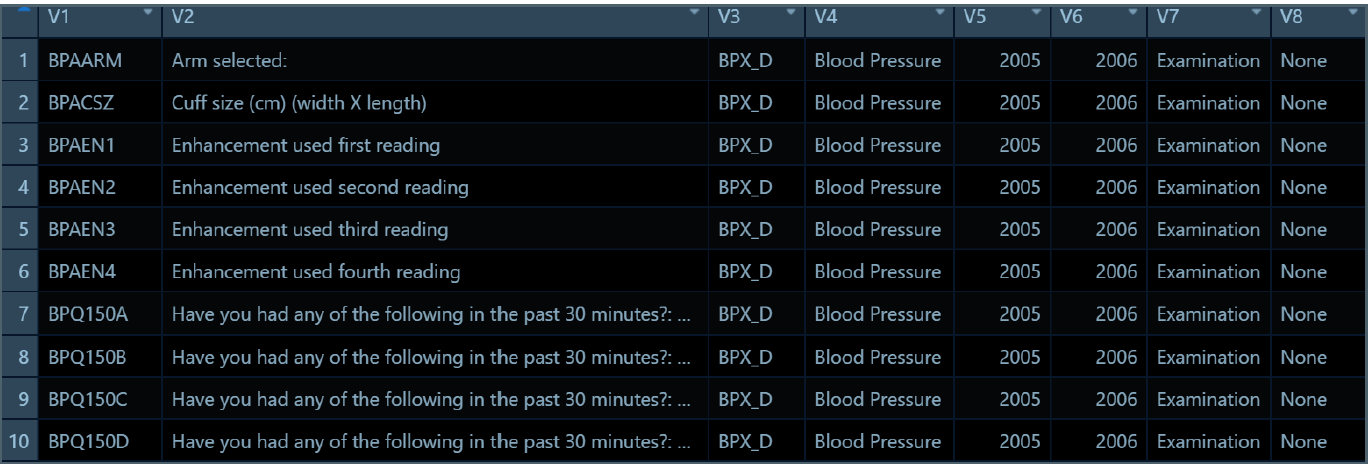 V1 V2 V3 V4 V5 V6 V7 V8
1 BPAARM Arm selected: BPX_D Blood Pressure 2005 2006 Examination None
2 BPACSZ Cuff size (cm) (width X length) BPX_D Blood Pressure 2005 2006 Examination None
3 BPAEN1 Enhancement used first reading BPX_D Blood Pressure 2005 2006 Examination None
4 BPAEN2 Enhancement used second reading BPX_D Blood Pressure 2005 2006 Examination None
5 BPAEN3 Enhancement used third reading BPX_D Blood Pressure 2005 2006 Examination None
6 BPAEN4 Enhancement used fourth reading BPX_D Blood Pressure 2005 2006 Examination None
7 BPQ150A Have you had any of the following in the past 30 minutes?: ... BPX_D Blood Pressure 2005 2006 Examination None
8 BPQ150B Have you had any of the following in the past 30 minutes?: ... BPX_D Blood Pressure 2005 2006 Examination None
9 BPQ150C Have you had any of the following in the past 30 minutes?: ... BPX_D Blood Pressure 2005 2006 Examination None
10 BPQ150D Have you had any of the following in the past 30 minutes?: ... BPX_D Blood Pressure 2005 2006 Examination None